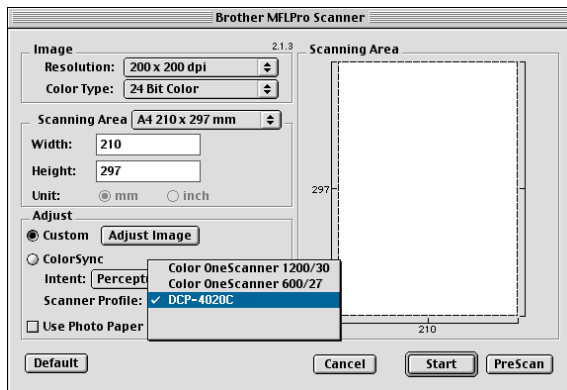 Brother MFLPro Scanner
Image 2.1.3
Resolution: 200 x 200 dpi
Color Type: 24 Bit Color
Scanning Area A4 210 x 297 mm
Width: 210
Height: 297
Unit: mm inch
Adjust
Custom Adjust Image
ColorSync
Intent:
Scanner Profile:
Color OneScanner 1200/30
Color OneScanner 600/27
✓ DCP-4020C
Use Photo Paper
Scanning Area
297
210
Default Cancel Start PreScan